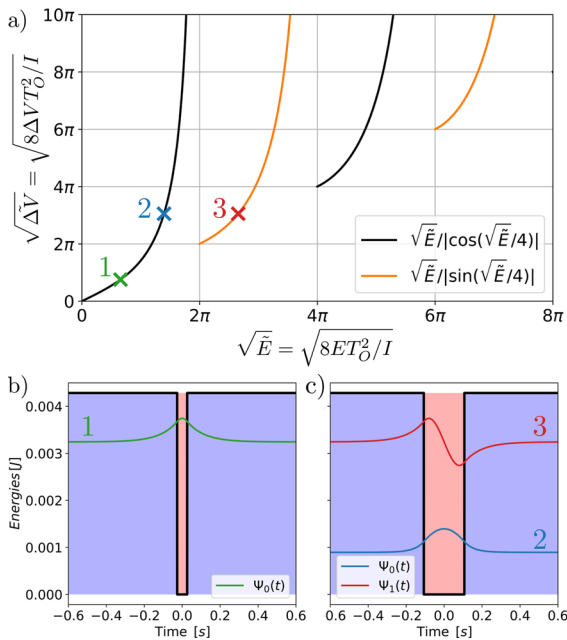 a)
10π
8π
6π
4π
2π
0
√Δ̃V = √8ΔVT_O²/I
1
2
3
√Ẽ/|cos(√Ẽ/4)|
√Ẽ/|sin(√Ẽ/4)|
0 2π 4π 6π 8π
√Ẽ = √8ET_O²/I
b)
0.004
0.003
0.002
0.001
0.000
Energies[J]
1
Ψ₀(t)
−0.6 −0.4 −0.2 0.0 0.2 0.4 0.6
Time [s]
c)
3
2
Ψ₀(t)
Ψ₁(t)
−0.6 −0.4 −0.2 0.0 0.2 0.4 0.6
Time [s]